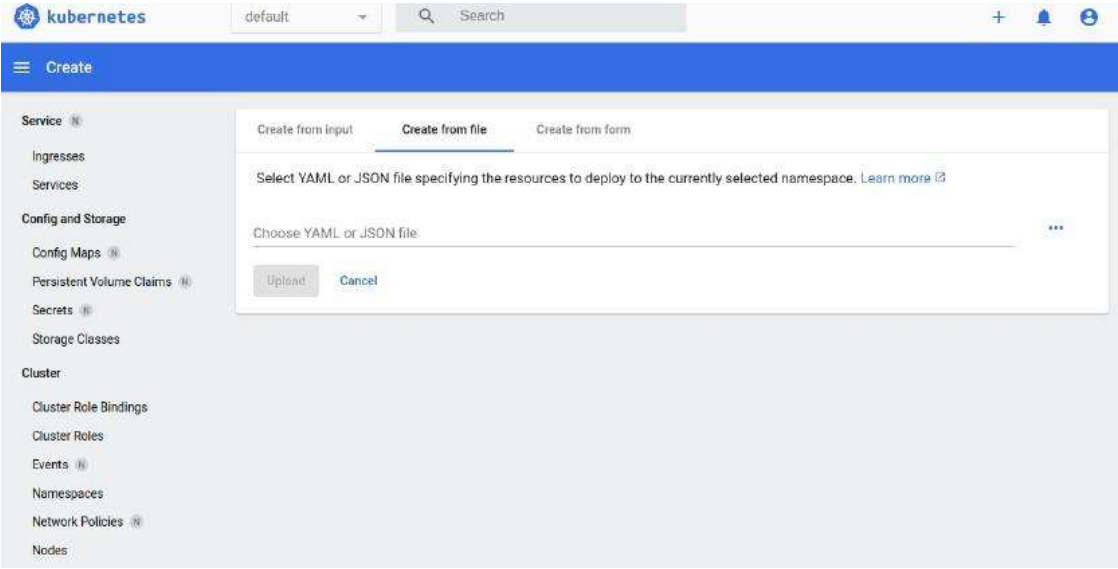 kubernetes
default
Search
Create
Service N
Ingresses
Services
Config and Storage
Config Maps N
Persistent Volume Claims N
Secrets N
Storage Classes
Cluster
Cluster Role Bindings
Cluster Roles
Events N
Namespaces
Network Policies N
Nodes
Create from input
Create from file
Create from form
Select YAML or JSON file specifying the resources to deploy to the currently selected namespace. Learn more
Choose YAML or JSON file
Upload
Cancel